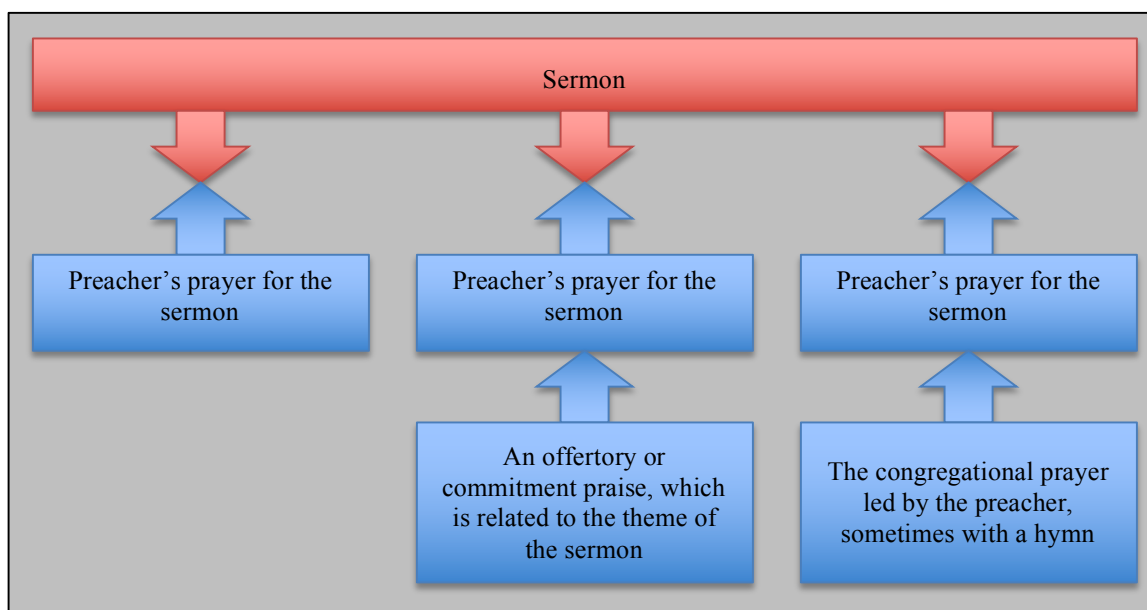 Sermon
Preacher’s prayer for the
sermon
Preacher’s prayer for the
sermon
Preacher’s prayer for the
sermon
An offertory or
commitment praise, which
is related to the theme of
the sermon
The congregational prayer
led by the preacher,
sometimes with a hymn